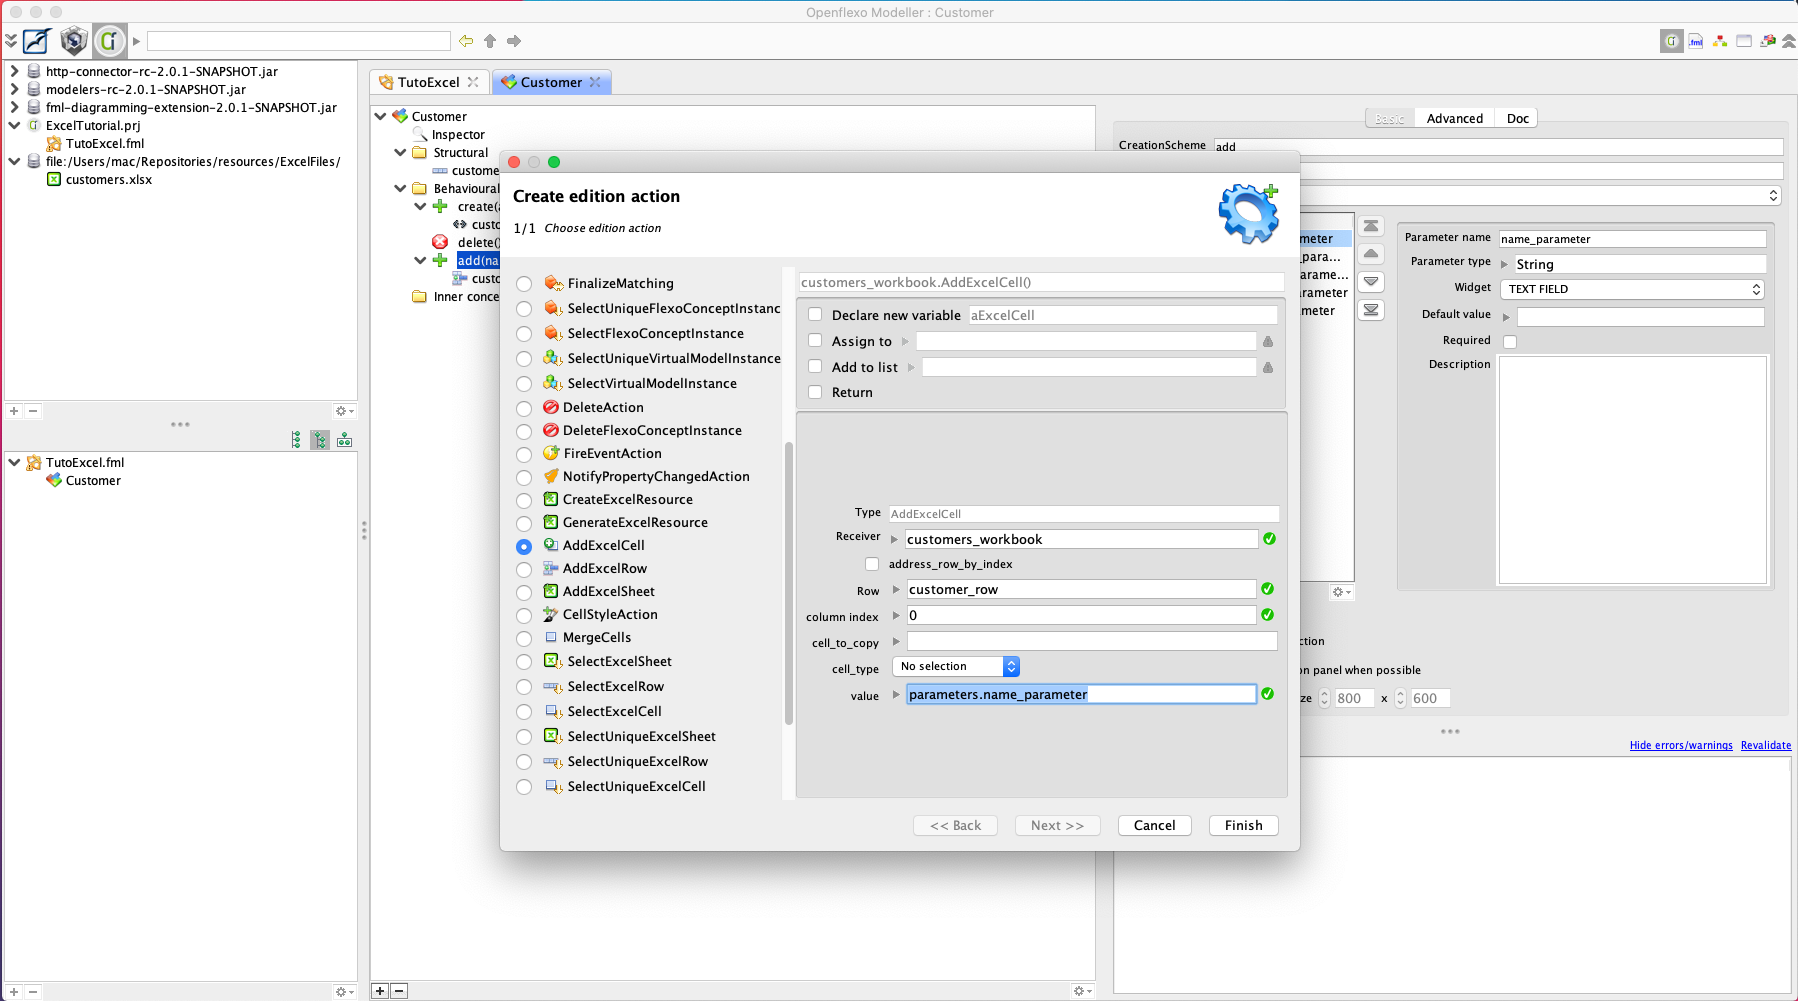 Openflexo Modeller : Customer
http-connector-rc-2.0.1-SNAPSHOT.jar
modelers-rc-2.0.1-SNAPSHOT.jar
fml-diagramming-extension-2.0.1-SNAPSHOT.jar
ExcelTutorial.prj
TutoExcel.fml
file:/Users/mac/Repositories/resources/ExcelFiles/
customers.xlsx
TutoExcel.fml
Customer
TutoExcel
Customer
Customer
Inspector
Structural
custome
Behavioural
create(a
custo
delete()
add(na
custo
Inner conce
Create edition action
1/1 Choose edition action
FinalizeMatching
SelectUniqueFlexoConceptInstanc
SelectFlexoConceptInstance
SelectUniqueVirtualModelInstance
SelectVirtualModelInstance
DeleteAction
DeleteFlexoConceptInstance
FireEventAction
NotifyPropertyChangedAction
CreateExcelResource
GenerateExcelResource
AddExcelCell
AddExcelRow
AddExcelSheet
CellStyleAction
MergeCells
SelectExcelSheet
SelectExcelRow
SelectExcelCell
SelectUniqueExcelSheet
SelectUniqueExcelRow
SelectUniqueExcelCell
customers_workbook.AddExcelCell()
Declare new variable aExcelCell
Assign to
Add to list
Return
Type AddExcelCell
Receiver customers_workbook
address_row_by_index
Row customer_row
column index 0
cell_to_copy
cell_type No selection
value parameters.name_parameter
<< Back Next >> Cancel Finish
Basic Advanced Doc
CreationScheme add
meter
_para...
parame...
rameter
meter
Parameter name name_parameter
Parameter type String
Widget TEXT FIELD
Default value
Required
Description
ction
on panel when possible
ze 800 x 600
Hide errors/warnings Revalidate